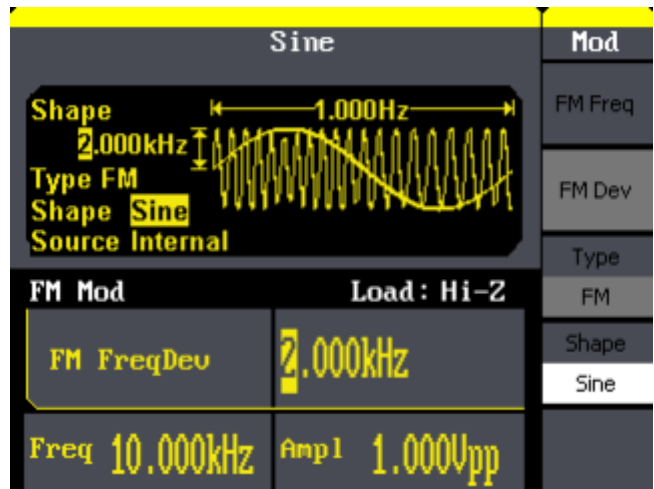 Sine
Mod
Shape
1.000Hz
2.000kHz
Type FM
Shape Sine
Source Internal
FM Freq
FM Dev
Type
FM
Shape
Sine
FM Mod
Load: Hi-Z
FM FreqDev
2.000kHz
Freq 10.000kHz
Ampl 1.000Vpp